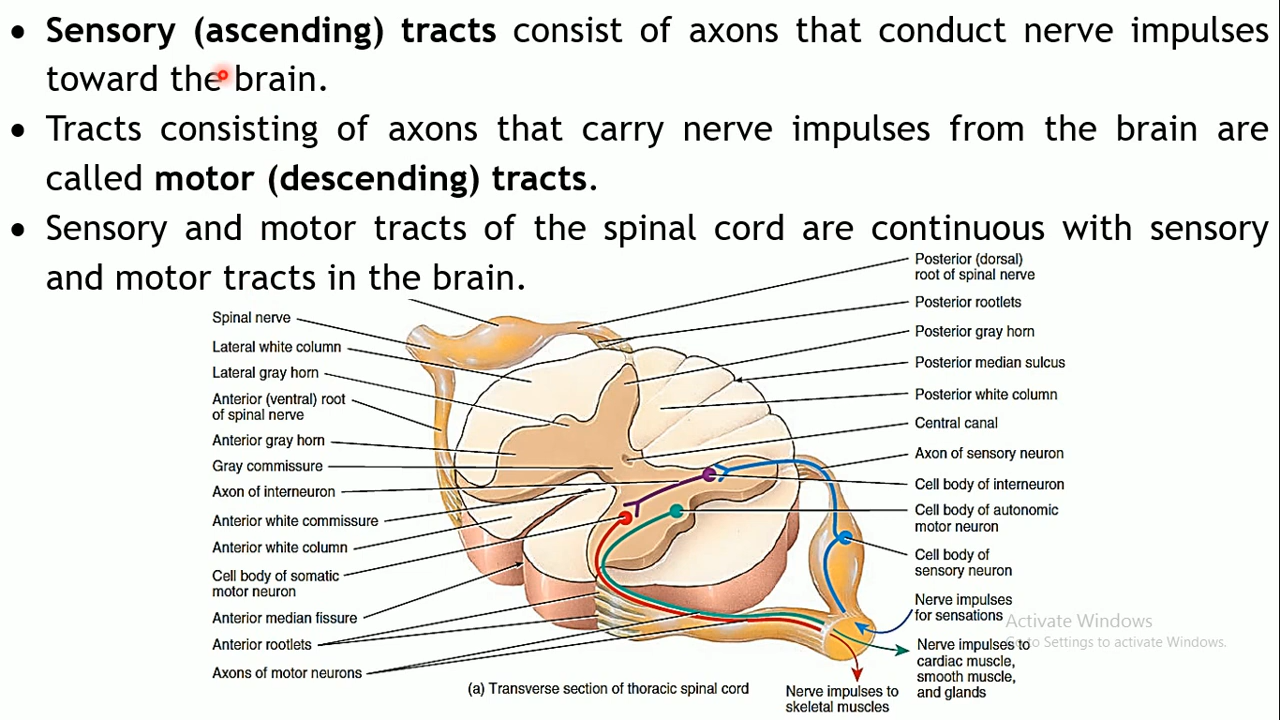 • Sensory (ascending) tracts consist of axons that conduct nerve impulses
toward the brain.
• Tracts consisting of axons that carry nerve impulses from the brain are
called motor (descending) tracts.
• Sensory and motor tracts of the spinal cord are continuous with sensory
and motor tracts in the brain.
Spinal nerve
Lateral white column
Lateral gray horn
Anterior (ventral) root
of spinal nerve
Anterior gray horn
Gray commissure
Axon of interneuron
Anterior white commissure
Anterior white column
Cell body of somatic
motor neuron
Anterior median fissure
Anterior rootlets
Axons of motor neurons
Posterior (dorsal)
root of spinal nerve
Posterior rootlets
Posterior gray horn
Posterior median sulcus
Posterior white column
Central canal
Axon of sensory neuron
Cell body of interneuron
Cell body of autonomic
motor neuron
Cell body of
sensory neuron
Nerve impulses
for sensations
Nerve impulses to
cardiac muscle,
smooth muscle,
and glands
Nerve impulses to
skeletal muscles
(a) Transverse section of thoracic spinal cord
Activate Windows
Go to Settings to activate Windows.